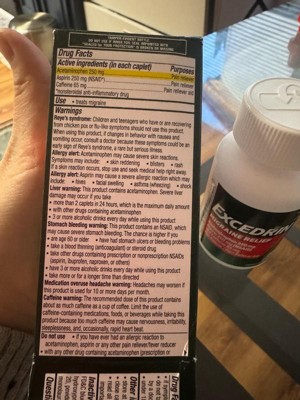 DO NOT USE IF
Drug Facts
Active ingredients (in each caplet) Purposes
Acetaminophen 250 mg Pain reliever
Aspirin 250 mg (NSAID*) Pain reliever
Caffeine 65 mg Pain reliever aid
*nonsteroidal anti-inflammatory drug
Use • treats migraine
Warnings
Reye's syndrome: Children and teenagers who have or are recovering
from chicken pox or flu-like symptoms should not use this product.
When using this product, if changes in behavior with nausea and
vomiting occur, consult a doctor because these symptoms could be an
early sign of Reye's syndrome, a rare but serious illness.
Allergy alert: Acetaminophen may cause severe skin reactions.
Symptoms may include: • skin reddening • blisters • rash
If a skin reaction occurs, stop use and seek medical help right away.
Allergy alert: Aspirin may cause a severe allergic reaction which may
include: • hives • facial swelling • asthma (wheezing) • shock
Liver warning: This product contains acetaminophen. Severe liver
damage may occur if you take
• more than 2 caplets in 24 hours, which is the maximum daily amount
• with other drugs containing acetaminophen
• 3 or more alcoholic drinks every day while using this product
Stomach bleeding warning: This product contains an NSAID, which
may cause severe stomach bleeding. The chance is higher if you
• are age 60 or older • have had stomach ulcers or bleeding problems
• take a blood thinning (anticoagulant) or steroid drug
• take other drugs containing prescription or nonprescription NSAIDs
(aspirin, ibuprofen, naproxen, or others)
• have 3 or more alcoholic drinks every day while using this product
• take more or for a longer time than directed
Medication overuse headache warning: Headaches may worsen if
this product is used for 10 or more days per month.
Caffeine warning: The recommended dose of this product contains
about as much caffeine as a cup of coffee. Limit the use of
caffeine-containing medications, foods, or beverages while taking this
product because too much caffeine may cause nervousness, irritability,
sleeplessness, and, occasionally, rapid heart beat.
Do not use • if you have ever had an allergic reaction to
acetaminophen, aspirin or any other pain reliever/fever reducer
• with any other drug containing acetaminophen (prescription or
EXCEDRIN
MIGRAINE RELIEF
Drug F
Other i
Inactiv